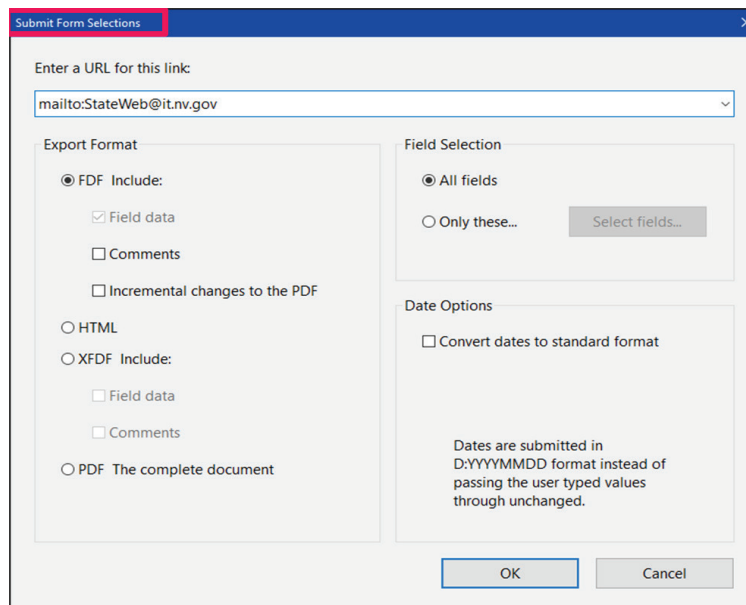 Submit Form Selections
Enter a URL for this link:
mailto:StateWeb@it.nv.gov
Export Format
FDF Include:
Field data
Comments
Incremental changes to the PDF
HTML
XFDF Include:
Field data
Comments
PDF The complete document
Field Selection
All fields
Only these...
Select fields...
Date Options
Convert dates to standard format
Dates are submitted in
D:YYYYMMDD format instead of
passing the user typed values
through unchanged.
OK
Cancel